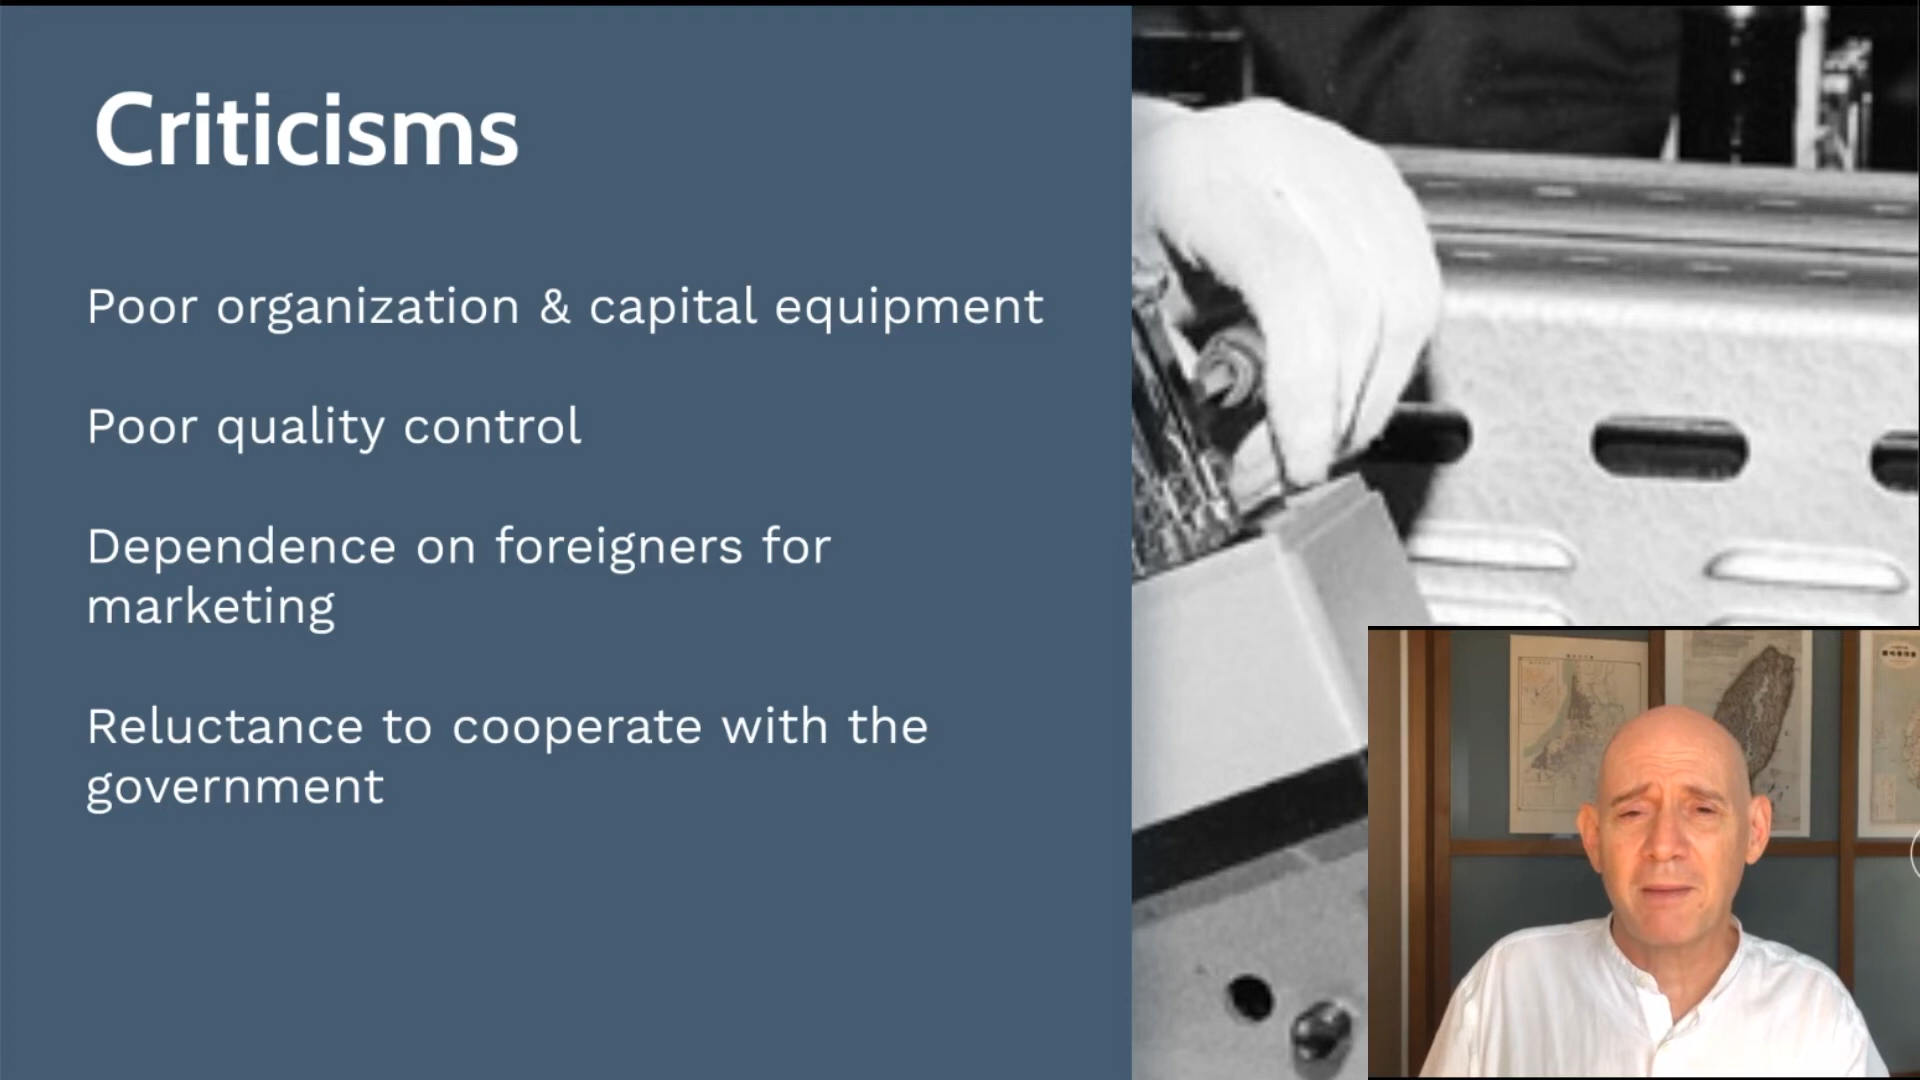 Criticisms
Poor organization & capital equipment
Poor quality control
Dependence on foreigners for
marketing
Reluctance to cooperate with the
government